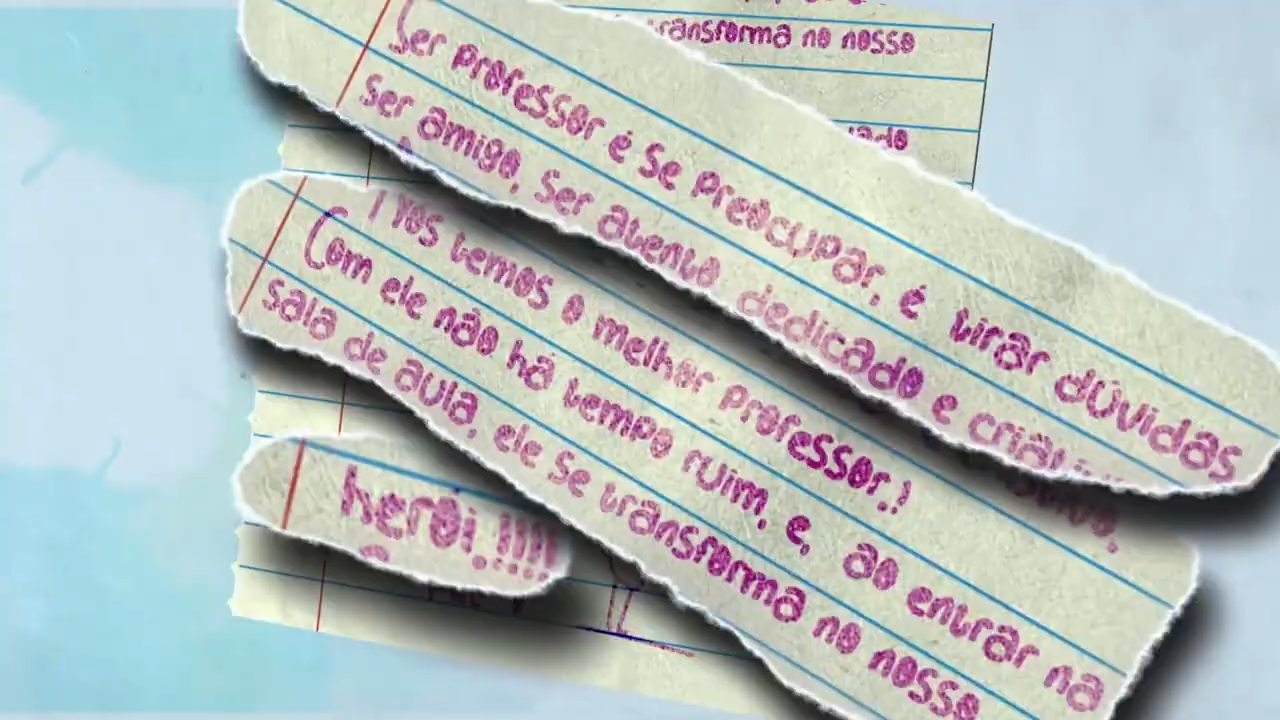 transforma no nosso
Ser professor é se preocupar, é tirar dúvidas
ser amigo, ser atento dedicado e criativo.
Nós temos o melhor professor!
Com ele não há tempo ruim, e, ao entrar na
sala de aula, ele se transforma no nosso
herói!!!!